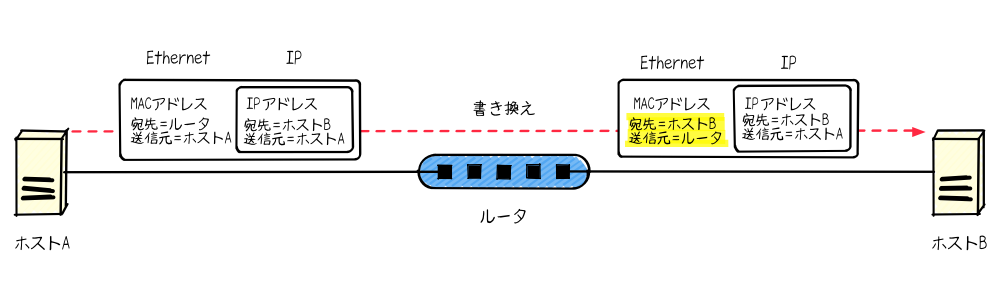 Ethernet
IP
MACアドレス
宛先=ルータ
送信元=ホストA
IPアドレス
宛先=ホストB
送信元=ホストA
書き換え
Ethernet
IP
MACアドレス
宛先=ホストB
送信元=ルータ
IPアドレス
宛先=ホストB
送信元=ホストA
ルータ
ホストA
ホストB